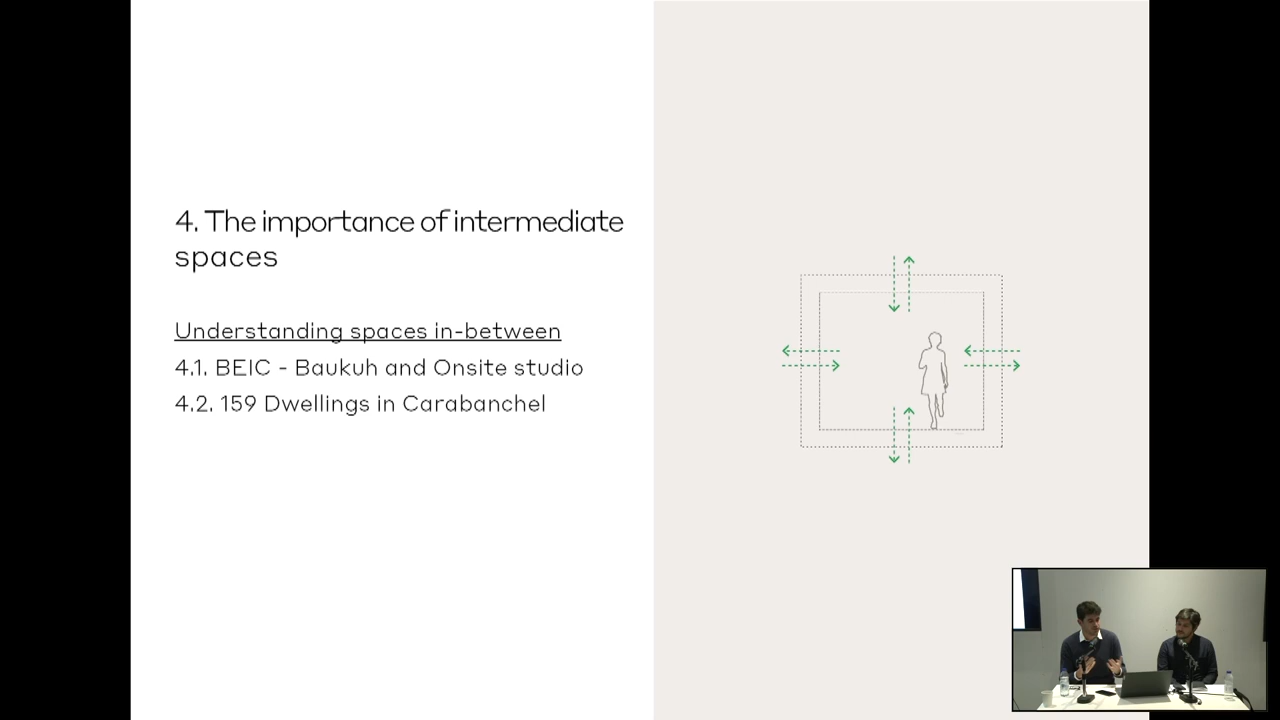 4. The importance of intermediate
spaces
Understanding spaces in-between
4.1. BEIC - Baukuh and Onsite studio
4.2. 159 Dwellings in Carabanchel